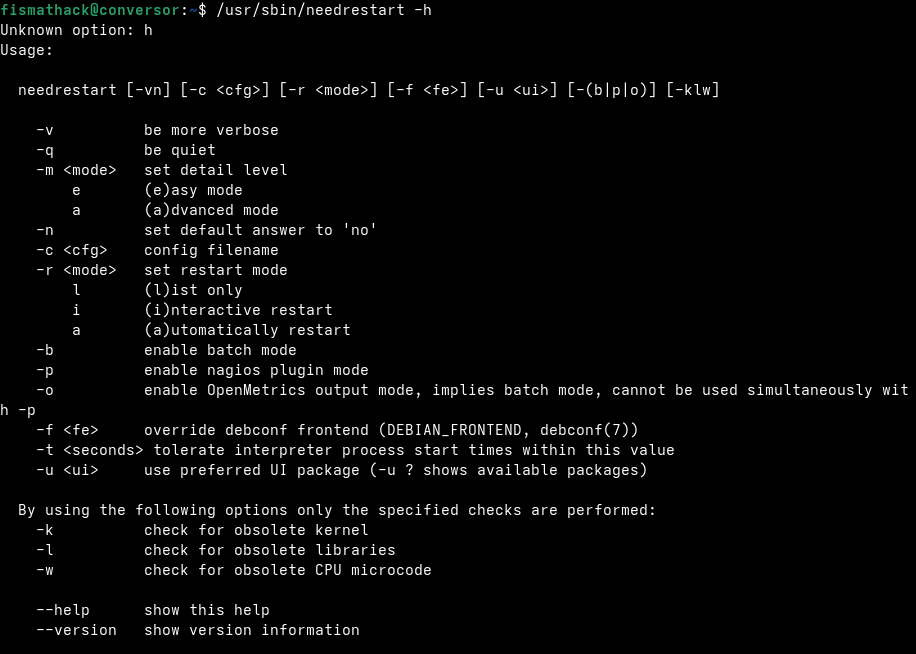 fismathack@conversor:~$ /usr/sbin/needrestart -h
Unknown option: h
Usage:

  needrestart [-vn] [-c <cfg>] [-r <mode>] [-f <fe>] [-u <ui>] [-(b|p|o)] [-klw]

    -v          be more verbose
    -q          be quiet
    -m <mode>   set detail level
        e       (e)asy mode
        a       (a)dvanced mode
    -n          set default answer to 'no'
    -c <cfg>    config filename
    -r <mode>   set restart mode
        l       (l)ist only
        i       (i)nteractive restart
        a       (a)utomatically restart
    -b          enable batch mode
    -p          enable nagios plugin mode
    -o          enable OpenMetrics output mode, implies batch mode, cannot be used simultaneously wit
h -p
    -f <fe>     override debconf frontend (DEBIAN_FRONTEND, debconf(7))
    -t <seconds> tolerate interpreter process start times within this value
    -u <ui>     use preferred UI package (-u ? shows available packages)

  By using the following options only the specified checks are performed:
    -k          check for obsolete kernel
    -l          check for obsolete libraries
    -w          check for obsolete CPU microcode

    --help      show this help
    --version   show version information